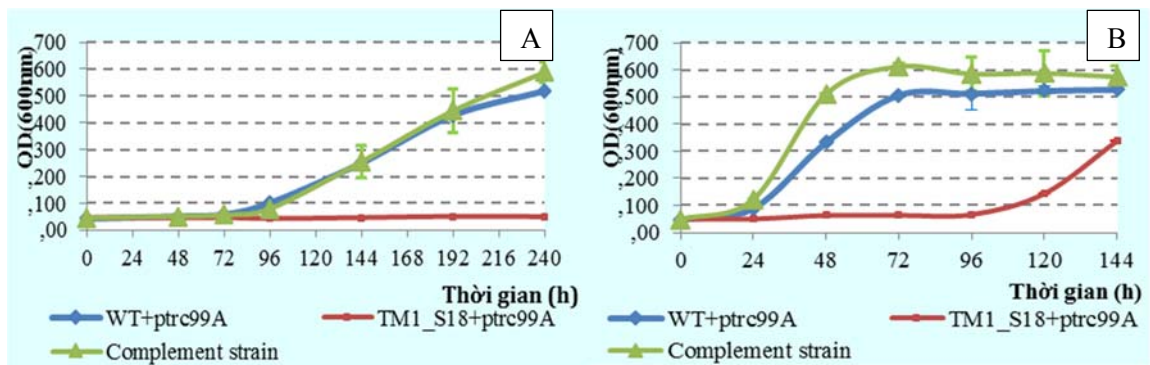 A
,700
,600
,500
,400
,300
,200
,100
,00
OD(600nm)
0 24 48 72 96 120 144 168 192 216 240
Thời gian (h)
WT+ptrc99A
TM1_S18+ptrc99A
Complement strain
B
,700
,600
,500
,400
,300
,200
,100
,00
OD(600nm)
0 24 48 72 96 120 144
Thời gian (h)
WT+ptrc99A
TM1_S18+ptrc99A
Complement strain